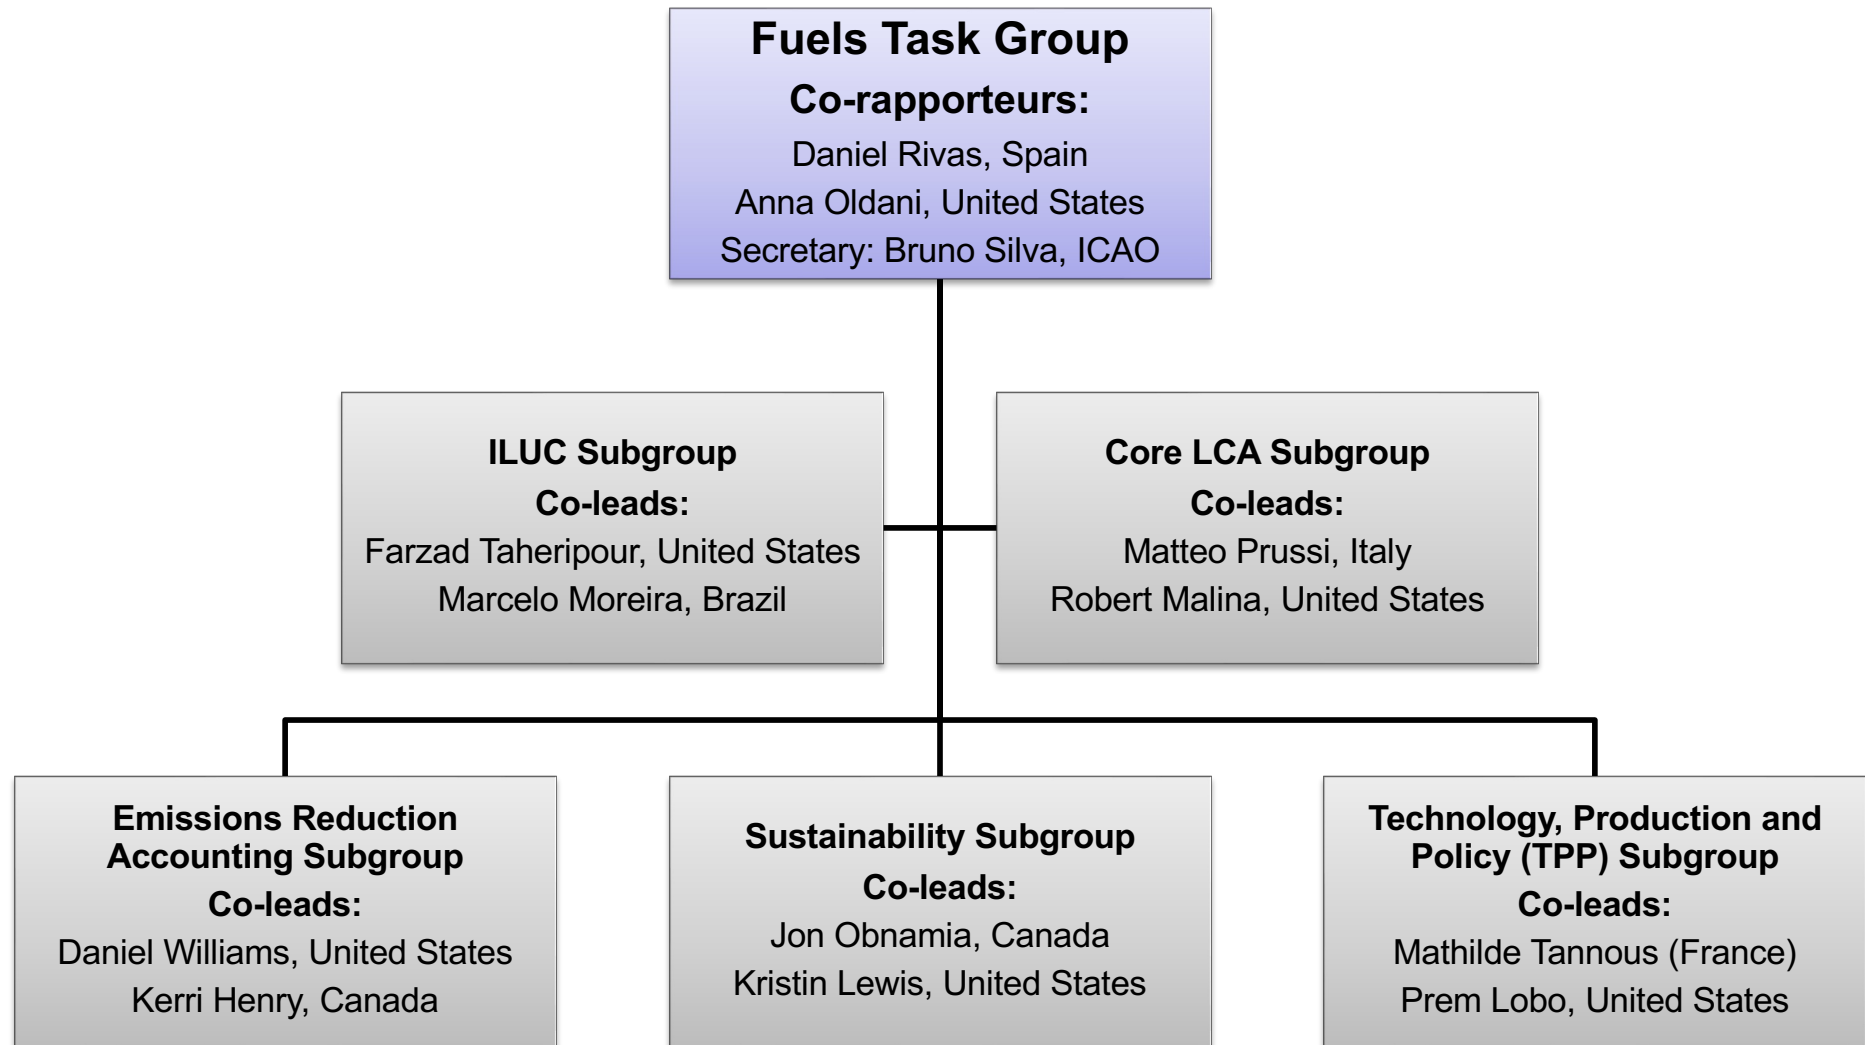 Fuels Task Group
Co-rapporteurs:
Daniel Rivas, Spain
Anna Oldani, United States
Secretary: Bruno Silva, ICAO
ILUC Subgroup
Co-leads:
Farzad Taheripour, United States
Marcelo Moreira, Brazil
Core LCA Subgroup
Co-leads:
Matteo Prussi, Italy
Robert Malina, United States
Emissions Reduction
Accounting Subgroup
Co-leads:
Daniel Williams, United States
Kerri Henry, Canada
Sustainability Subgroup
Co-leads:
Jon Obnamia, Canada
Kristin Lewis, United States
Technology, Production and
Policy (TPP) Subgroup
Co-leads:
Mathilde Tannous (France)
Prem Lobo, United States